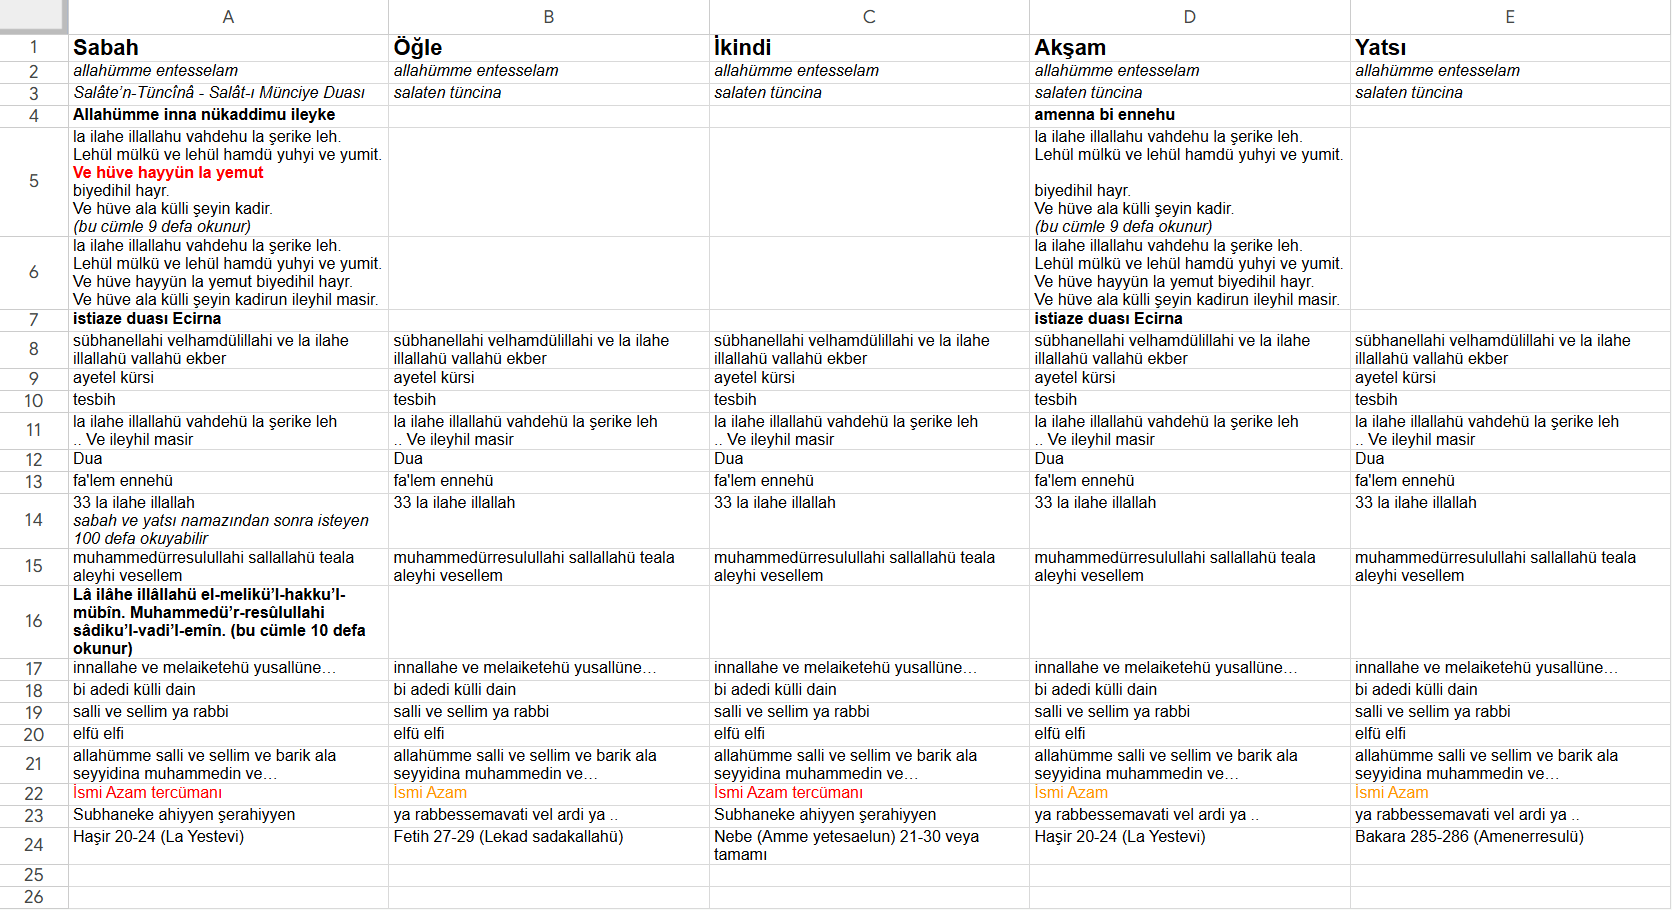 A B C D E
1 Sabah Öğle İkindi Akşam Yatsı
2 allahümme entesselam allahümme entesselam allahümme entesselam allahümme entesselam allahümme entesselam
3 Salâte’n-Tüncînâ - Salât-ı Münciye Duası salaten tüncina salaten tüncina salaten tüncina salaten tüncina
4 Allahümme inna nükaddimu ileyke amenna bi ennehu
la ilahe illallahu vahdehu la şerike leh. la ilahe illallahu vahdehu la şerike leh.
Lehül mülkü ve lehül hamdü yuhyi ve yumit. Lehül mülkü ve lehül hamdü yuhyi ve yumit.
Ve hüve hayyün la yemut
5
biyedihil hayr. biyedihil hayr.
Ve hüve ala külli şeyin kadir. Ve hüve ala külli şeyin kadir.
(bu cümle 9 defa okunur) (bu cümle 9 defa okunur)
la ilahe illallahu vahdehu la şerike leh. la ilahe illallahu vahdehu la şerike leh.
Lehül mülkü ve lehül hamdü yuhyi ve yumit. Lehül mülkü ve lehül hamdü yuhyi ve yumit.
6
Ve hüve hayyün la yemut biyedihil hayr. Ve hüve hayyün la yemut biyedihil hayr.
Ve hüve ala külli şeyin kadirun ileyhil masir. Ve hüve ala külli şeyin kadirun ileyhil masir.
7 istiaze duası Ecirna istiaze duası Ecirna
8 sübhanellahi velhamdülillahi ve la ilahe sübhanellahi velhamdülillahi ve la ilahe sübhanellahi velhamdülillahi ve la ilahe sübhanellahi velhamdülillahi ve la ilahe sübhanellahi velhamdülillahi ve la ilahe
illallahü vallahü ekber illallahü vallahü ekber illallahü vallahü ekber illallahü vallahü ekber illallahü vallahü ekber
9 ayetel kürsi ayetel kürsi ayetel kürsi ayetel kürsi ayetel kürsi
10 tesbih tesbih tesbih tesbih tesbih
11 la ilahe illallahü vahdehü la şerike leh la ilahe illallahü vahdehü la şerike leh la ilahe illallahü vahdehü la şerike leh la ilahe illallahü vahdehü la şerike leh la ilahe illallahü vahdehü la şerike leh
.. Ve ileyhil masir .. Ve ileyhil masir .. Ve ileyhil masir .. Ve ileyhil masir .. Ve ileyhil masir
12 Dua Dua Dua Dua Dua
13 fa'lem ennehü fa'lem ennehü fa'lem ennehü fa'lem ennehü fa'lem ennehü
33 la ilahe illallah 33 la ilahe illallah 33 la ilahe illallah 33 la ilahe illallah 33 la ilahe illallah
14 sabah ve yatsı namazından sonra isteyen
100 defa okuyabilir
15 muhammedürresulullahi sallallahü teala muhammedürresulullahi sallallahü teala muhammedürresulullahi sallallahü teala muhammedürresulullahi sallallahü teala muhammedürresulullahi sallallahü teala
aleyhi vesellem aleyhi vesellem aleyhi vesellem aleyhi vesellem aleyhi vesellem
Lâ ilâhe illâllahü el-melikü’l-hakku’l-
mübîn. Muhammedü’r-resûlullahi
16
sâdiku’l-vadi’l-emîn. (bu cümle 10 defa
okunur)
17 innallahe ve melaiketehü yusallüne… innallahe ve melaiketehü yusallüne… innallahe ve melaiketehü yusallüne… innallahe ve melaiketehü yusallüne… innallahe ve melaiketehü yusallüne…
18 bi adedi külli dain bi adedi külli dain bi adedi külli dain bi adedi külli dain bi adedi külli dain
19 salli ve sellim ya rabbi salli ve sellim ya rabbi salli ve sellim ya rabbi salli ve sellim ya rabbi salli ve sellim ya rabbi
20 elfü elfi elfü elfi elfü elfi elfü elfi elfü elfi
21 allahümme salli ve sellim ve barik ala allahümme salli ve sellim ve barik ala allahümme salli ve sellim ve barik ala allahümme salli ve sellim ve barik ala allahümme salli ve sellim ve barik ala
seyyidina muhammedin ve… seyyidina muhammedin ve… seyyidina muhammedin ve… seyyidina muhammedin ve… seyyidina muhammedin ve…
22 İsmi Azam tercümanı İsmi Azam İsmi Azam tercümanı İsmi Azam İsmi Azam
23 Subhaneke ahiyyen şerahiyyen ya rabbessemavati vel ardi ya .. Subhaneke ahiyyen şerahiyyen ya rabbessemavati vel ardi ya .. ya rabbessemavati vel ardi ya ..
24 Haşir 20-24 (La Yestevi) Fetih 27-29 (Lekad sadakallahü) Nebe (Amme yetesaelun) 21-30 veya Haşir 20-24 (La Yestevi) Bakara 285-286 (Amenerresulü)
tamamı
25
26